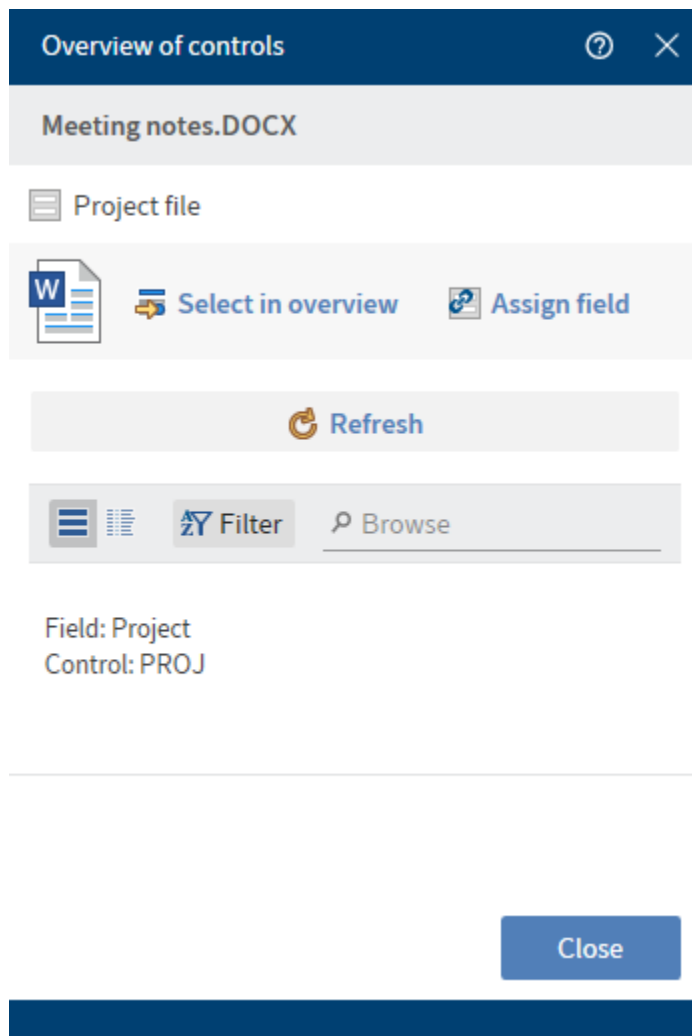 Overview of controls
Meeting notes.DOCX
Project file
W
Select in overview
Assign field
Refresh
AZ Filter
Browse
Field: Project
Control: PROJ
Close